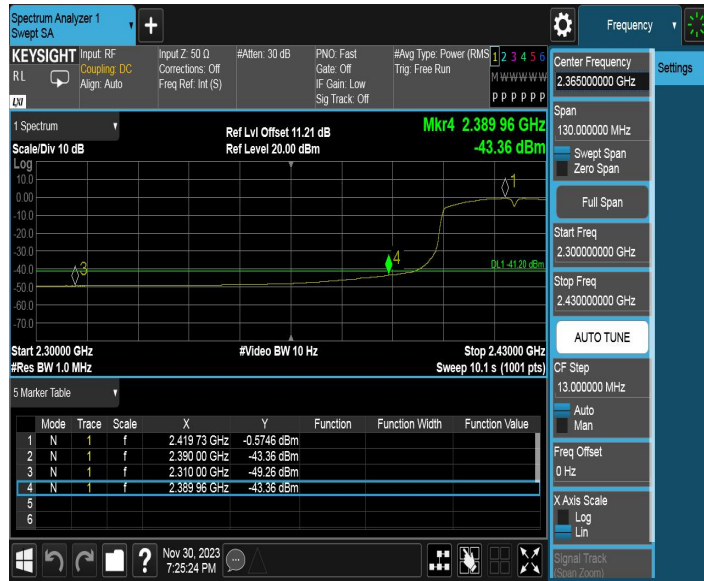 Spectrum Analyzer 1
Swept SA
Frequency
KEYSIGHT
RL
LXI
Input: RF
Coupling: DC
Align: Auto
Input Z: 50 Ω
Corrections: Off
Freq Ref: Int (S)
#Atten: 30 dB
PNO: Fast
Gate: Off
IF Gain: Low
Sig Track: Off
#Avg Type: Power (RMS
Trig: Free Run
1 2 3 4 5 6
M W W W W W
P P P P P P
1 Spectrum
Scale/Div 10 dB
Ref Lvl Offset 11.21 dB
Ref Level 20.00 dBm
Mkr4 2.389 96 GHz
-43.36 dBm
Log
10.0
0.00
-10.0
-20.0
-30.0
-40.0
-50.0
-60.0
-70.0
1
3
4
DL1 -41.20 dBm
Start 2.30000 GHz
#Res BW 1.0 MHz
#Video BW 10 Hz
Stop 2.43000 GHz
Sweep 10.1 s (1001 pts)
5 Marker Table
Mode Trace Scale X Y Function Function Width Function Value
1 N 1 f 2.419 73 GHz -0.5746 dBm
2 N 1 f 2.390 00 GHz -43.36 dBm
3 N 1 f 2.310 00 GHz -49.26 dBm
4 N 1 f 2.389 96 GHz -43.36 dBm
5
6
Nov 30, 2023
7:25:24 PM
Center Frequency
2.365000000 GHz
Settings
Span
130.000000 MHz
Swept Span
Zero Span
Full Span
Start Freq
2.300000000 GHz
Stop Freq
2.430000000 GHz
AUTO TUNE
CF Step
13.000000 MHz
Auto
Man
Freq Offset
0 Hz
X Axis Scale
Log
Lin
Signal Track
(Span Zoom)